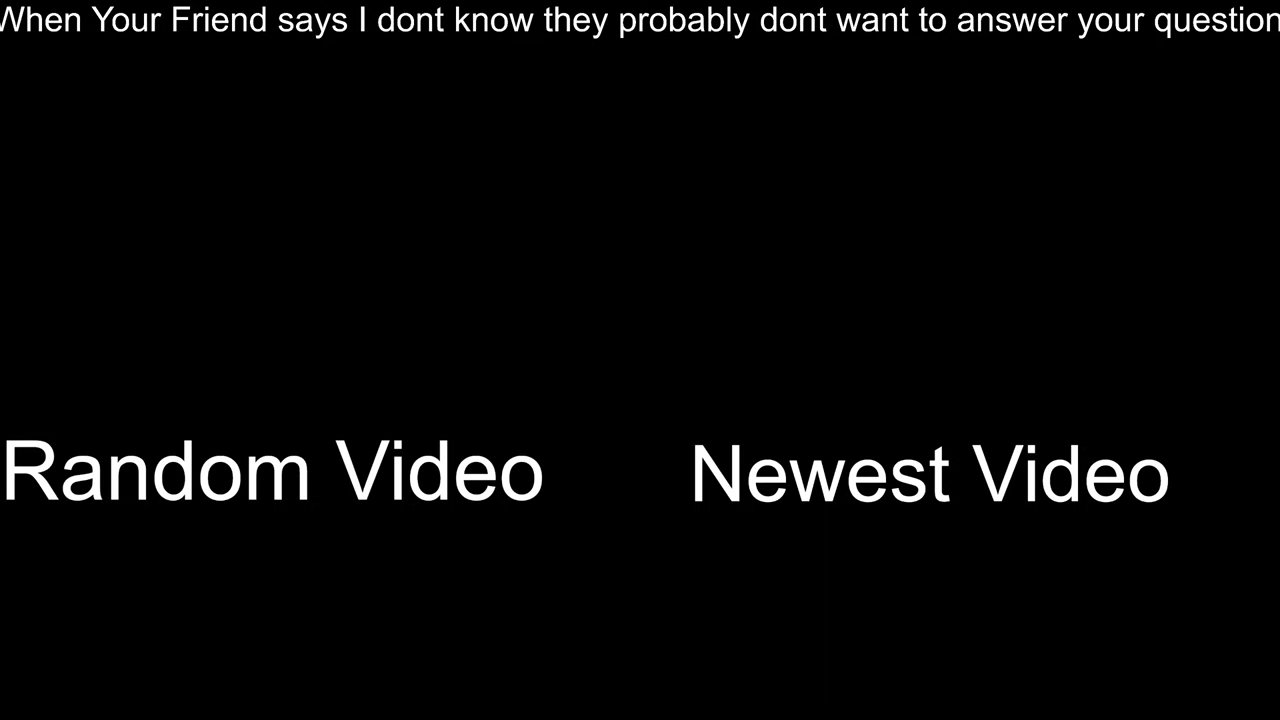 When Your Friend says I dont know they probably dont want to answer your question
Random Video
Newest Video